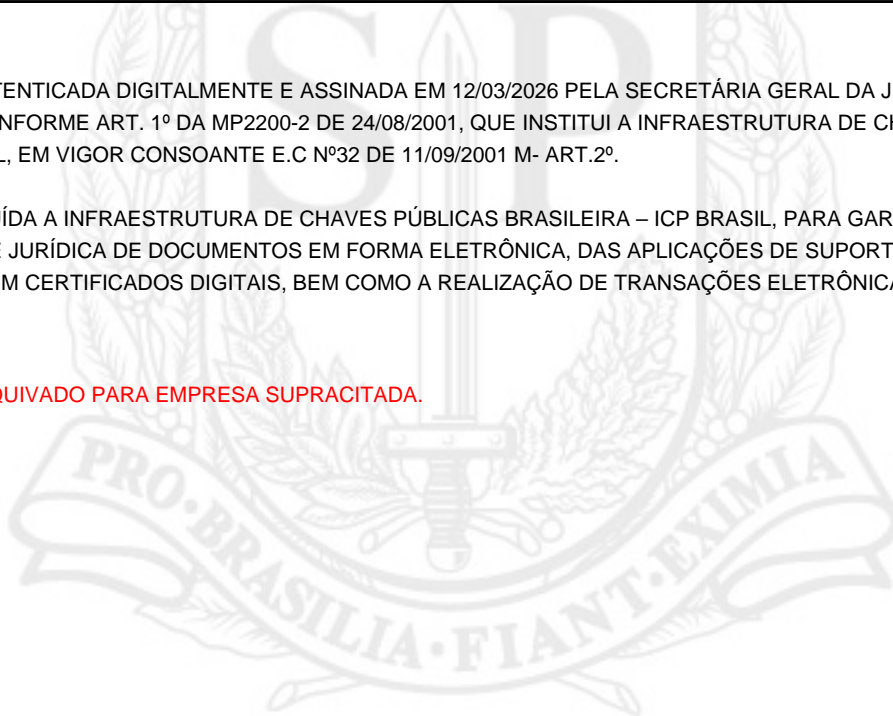 TENTICADA DIGITALMENTE E ASSINADA EM 12/03/2026 PELA SECRETÁRIA GERAL DA J
NFORME ART. 1º DA MP2200-2 DE 24/08/2001, QUE INSTITUI A INFRAESTRUTURA DE CH
L, EM VIGOR CONSOANTE E.C Nº32 DE 11/09/2001 M- ART.2º.
UÍDA A INFRAESTRUTURA DE CHAVES PÚBLICAS BRASILEIRA – ICP BRASIL, PARA GAR
E JURÍDICA DE DOCUMENTOS EM FORMA ELETRÔNICA, DAS APLICAÇÕES DE SUPORT
M CERTIFICADOS DIGITAIS, BEM COMO A REALIZAÇÃO DE TRANSAÇÕES ELETRÔNICA
QUIVADO PARA EMPRESA SUPRACITADA.
SP
PRO·BRASILIA·FIANT·EXIMIA